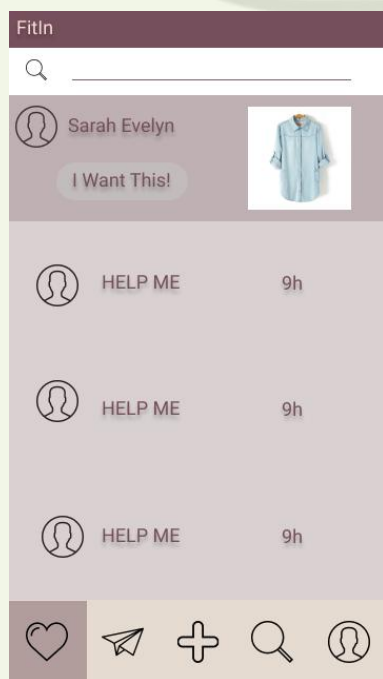 FitIn
Sarah Evelyn
I Want This!
HELP ME 9h
HELP ME 9h
HELP ME 9h